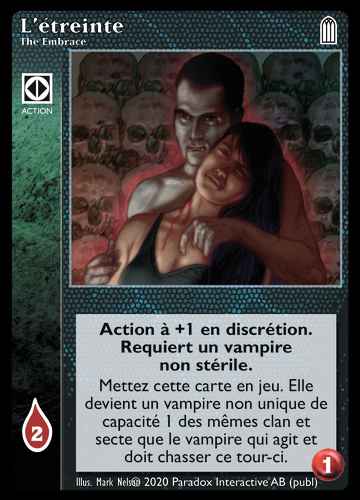 L'étreinte
The Embrace
ACTION
Action à +1 en discrétion.
Requiert un vampire
non stérile.
Mettez cette carte en jeu. Elle
devient un vampire non unique de
capacité 1 des mêmes clan et
secte que le vampire qui agit et
doit chasser ce tour-ci.
2
1
Illus. Mark Nelson © 2020 Paradox Interactive AB (publ)